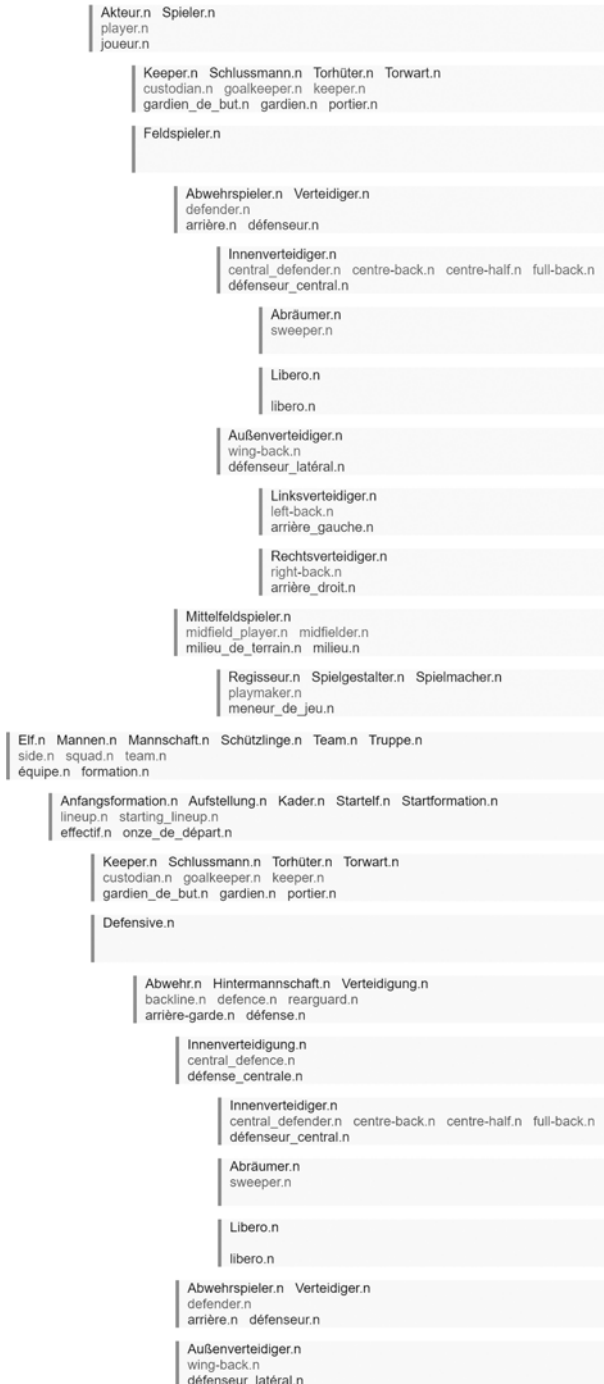 Akteur.n Spieler.n
player.n
joueur.n
Keeper.n Schlussmann.n Torhüter.n Torwart.n
custodian.n goalkeeper.n keeper.n
gardien_de_but.n gardien.n portier.n
Feldspieler.n
Abwehrspieler.n Verteidiger.n
defender.n
arrière.n défenseur.n
Innenverteidiger.n
central_defender.n centre-back.n centre-half.n full-back.n
défenseur_central.n
Abräumer.n
sweeper.n
Libero.n
libero.n
Außenverteidiger.n
wing-back.n
défenseur_latéral.n
Linksverteidiger.n
left-back.n
arrière_gauche.n
Rechtsverteidiger.n
right-back.n
arrière_droit.n
Mittelfeldspieler.n
midfield_player.n midfielder.n
milieu_de_terrain.n milieu.n
Regisseur.n Spielgestalter.n Spielmacher.n
playmaker.n
meneur_de_jeu.n
Elf.n Mannen.n Mannschaft.n Schützlinge.n Team.n Truppe.n
side.n squad.n team.n
équipe.n formation.n
Anfangsformation.n Aufstellung.n Kader.n Startelf.n Startformation.n
lineup.n starting_lineup.n
effectif.n onze_de_départ.n
Keeper.n Schlussmann.n Torhüter.n Torwart.n
custodian.n goalkeeper.n keeper.n
gardien_de_but.n gardien.n portier.n
Defensive.n
Abwehr.n Hintermannschaft.n Verteidigung.n
backline.n defence.n rearguard.n
arrière-garde.n défense.n
Innenverteidigung.n
central_defence.n
défense_centrale.n
Innenverteidiger.n
central_defender.n centre-back.n centre-half.n full-back.n
défenseur_central.n
Abräumer.n
sweeper.n
Libero.n
libero.n
Abwehrspieler.n Verteidiger.n
defender.n
arrière.n défenseur.n
Außenverteidiger.n
wing-back.n
défenseur_latéral.n